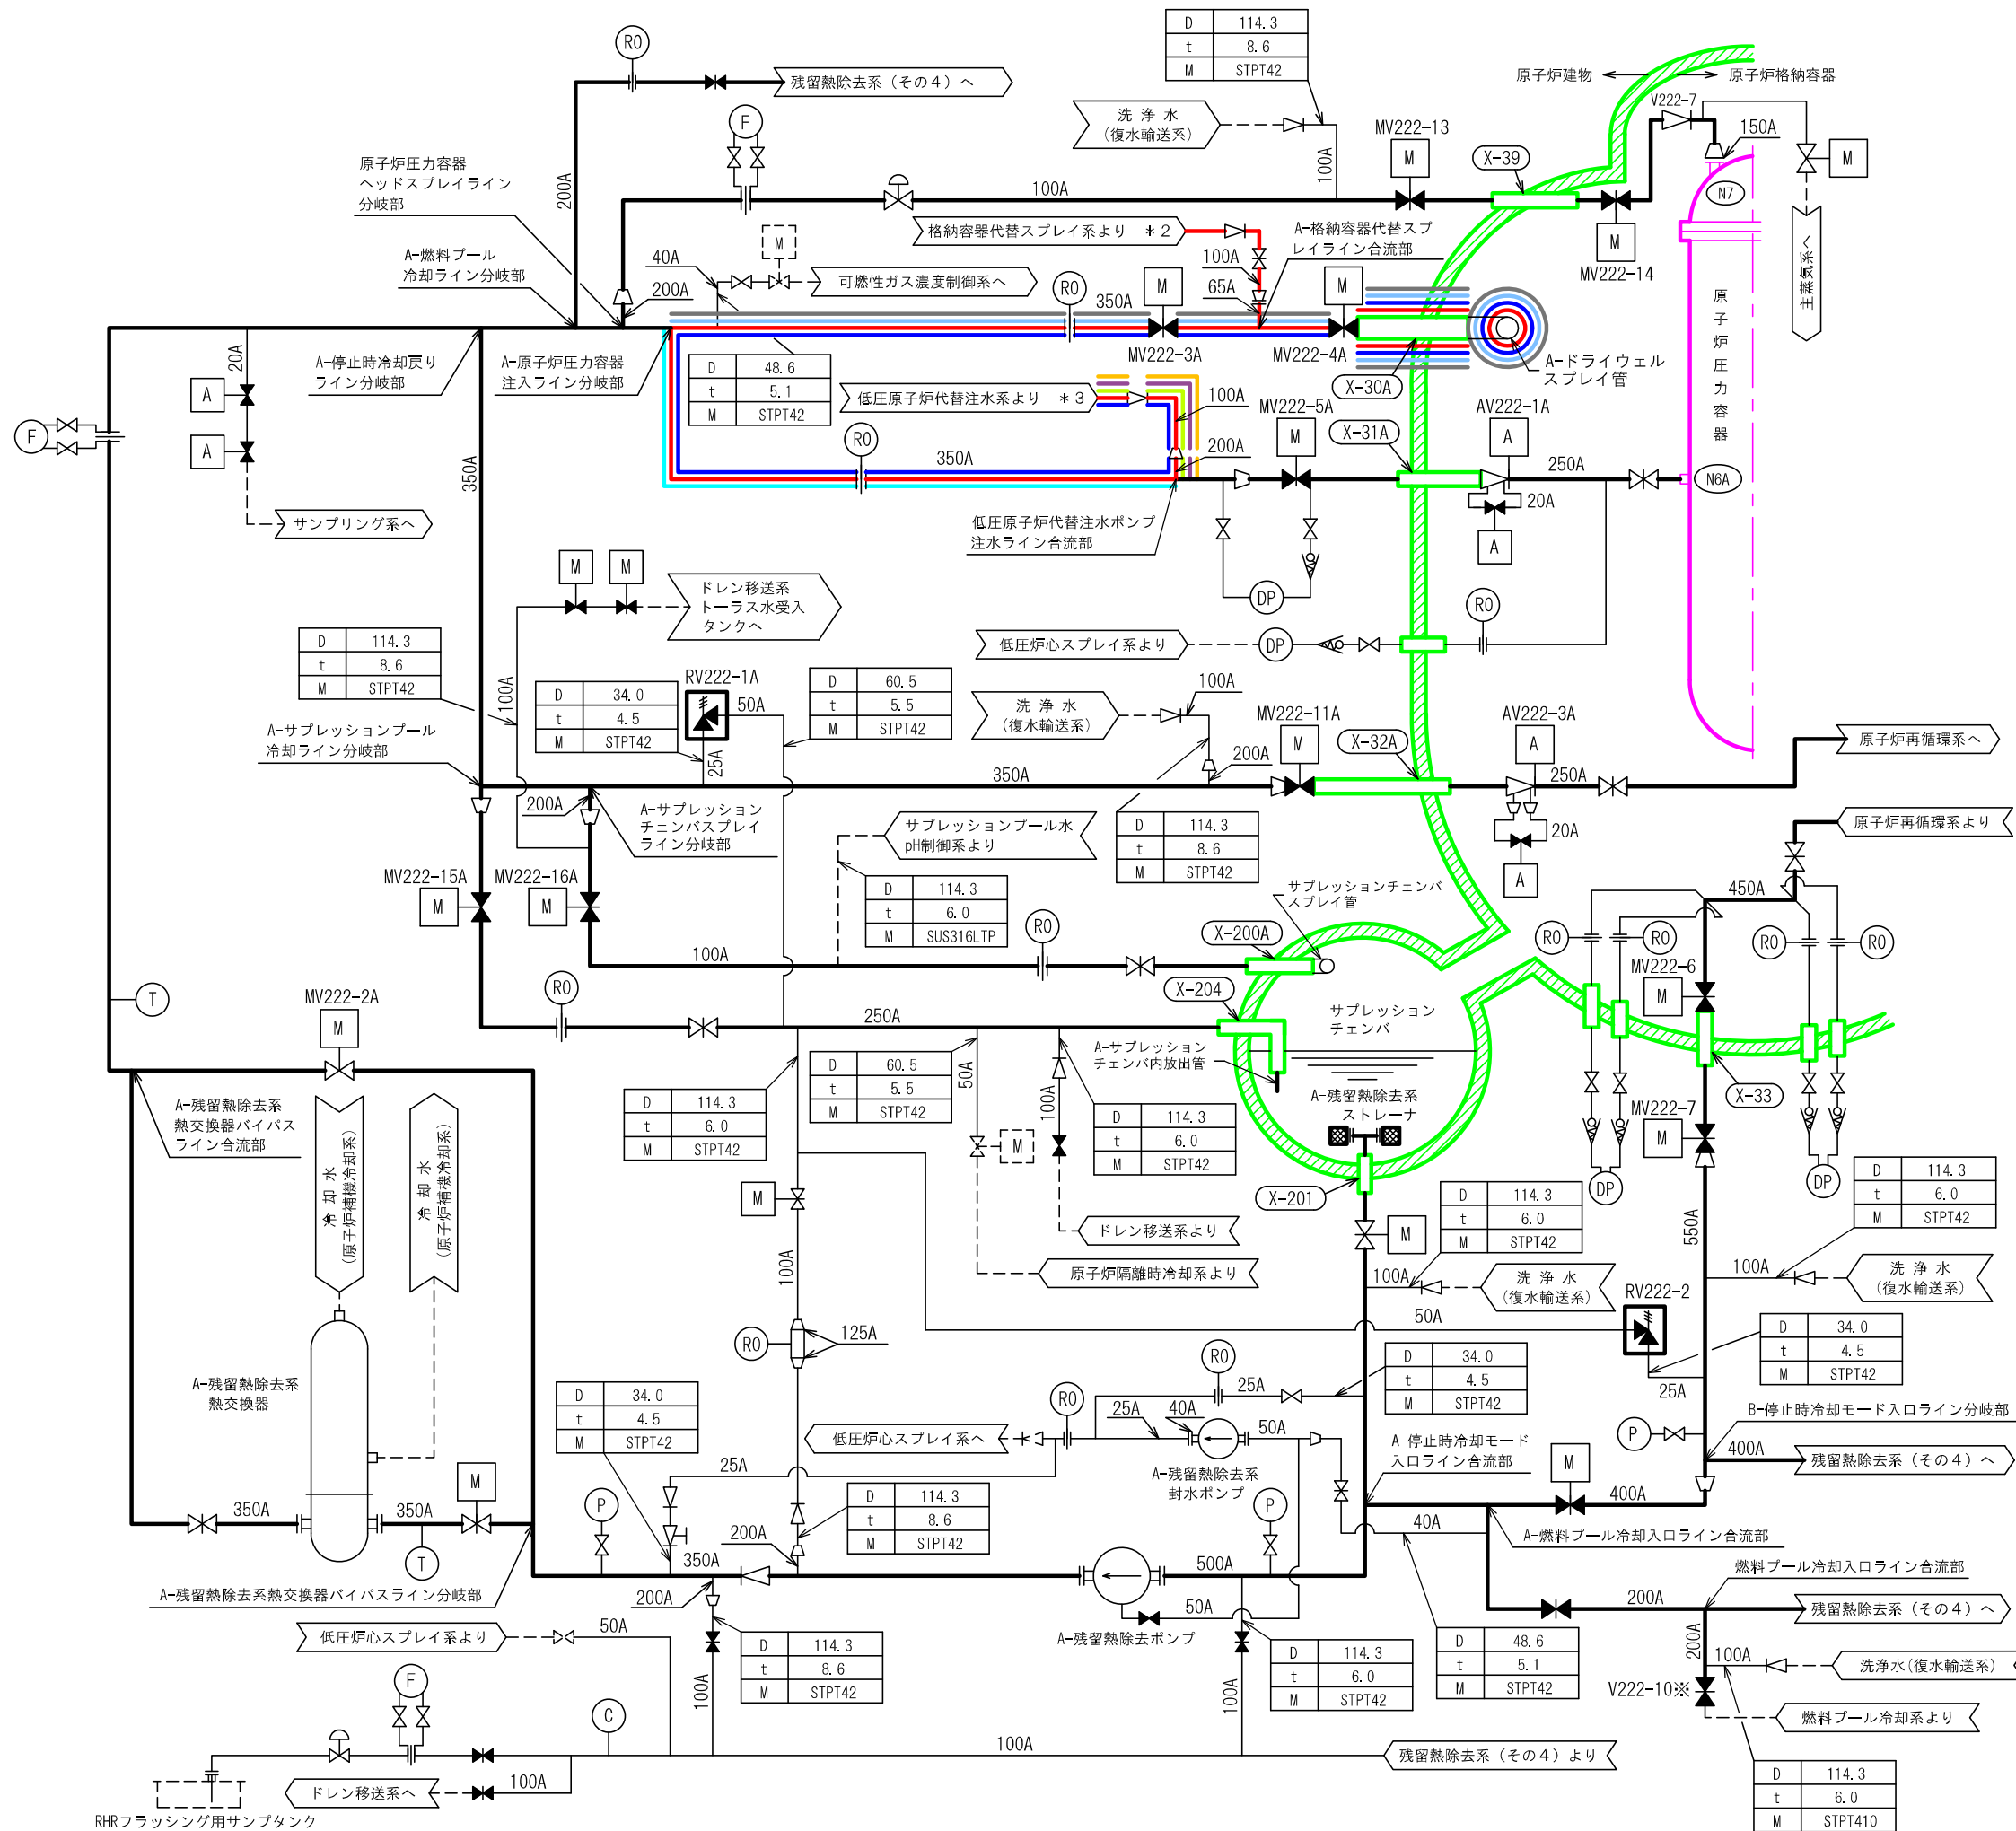 D 114.3
t 8.6
M STPT42
RO
残留熱除去系(その4)へ
原子炉建物
原子炉格納容器
V222-7
150A
洗浄水
(復水輸送系)
100A
MV222-13
M
X-39
F
原子炉圧力容器
ヘッドスプレイライン
分岐部
200A
100A
N7
M
主蒸気系へ
M
MV222-14
格納容器代替スプレイ系より *2
A-格納容器代替スプ
レイライン合流部
M
A-燃料プール
冷却ライン分岐部
40A
200A
可燃性ガス濃度制御系へ
RO
350A
100A
65A
M
M
MV222-3A
MV222-4A
X-30A
A-ドライウェル
スプレイ管
原子炉圧力容器
20A
A-停止時冷却戻り
ライン分岐部
A-原子炉圧力容器
注入ライン分岐部
D 48.6
t 5.1
M STPT42
低圧原子炉代替注水系より *3
100A
MV222-5A
M
X-31A
AV222-1A
A
F
A
A
RO
350A
350A
200A
250A
N6A
20A
A
サンプリング系へ
低圧原子炉代替注水ポンプ
注水ライン合流部
DP
M
M
ドレン移送系
トーラス水受入
タンクへ
RO
低圧炉心スプレイ系より
DP
D 114.3
t 8.6
M STPT42
100A
RV222-1A
50A
D 34.0
t 4.5
M STPT42
25A
D 60.5
t 5.5
M STPT42
洗浄水
(復水輸送系)
100A
MV222-11A
M
X-32A
AV222-3A
A
原子炉再循環系へ
A-サプレッションプール
冷却ライン分岐部
350A
200A
250A
200A
A-サプレッション
チェンバスプレイ
ライン分岐部
サプレッションプール水
pH制御系より
D 114.3
t 8.6
M STPT42
20A
A
原子炉再循環系より
MV222-15A
M
MV222-16A
M
D 114.3
t 6.0
M SUS316LTP
サプレッションチェンバ
スプレイ管
450A
100A
RO
X-200A
RO
RO
MV222-6
M
RO
RO
T
MV222-2A
M
RO
250A
X-204
サプレッション
チェンバ
A-サプレッション
チェンバ内放出管
A-残留熱除去系
ストレーナ
X-33
A-残留熱除去系
熱交換器バイパス
ライン合流部
冷却水
(原子炉補機冷却系)
冷却水
(原子炉補機冷却系)
D 114.3
t 6.0
M STPT42
D 60.5
t 5.5
M STPT42
50A
100A
D 114.3
t 6.0
M STPT42
M
MV222-7
M
DP
DP
X-201
M
M
ドレン移送系より
原子炉隔離時冷却系より
D 114.3
t 6.0
M STPT42
D 114.3
t 6.0
M STPT42
550A
100A
100A
洗浄水
(復水輸送系)
100A
洗浄水
(復水輸送系)
RV222-2
50A
D 34.0
t 4.5
M STPT42
25A
RO
125A
A-残留熱除去系
熱交換器
D 34.0
t 4.5
M STPT42
RO
25A
D 34.0
t 4.5
M STPT42
RO
25A
40A
50A
低圧炉心スプレイ系へ
A-残留熱除去系
封水ポンプ
A-停止時冷却モード
入口ライン合流部
B-停止時冷却モード入口ライン分岐部
P
400A
残留熱除去系(その4)へ
M
400A
350A
350A
M
T
25A
P
D 114.3
t 8.6
M STPT42
200A
350A
P
500A
40A
A-燃料プール冷却入口ライン合流部
燃料プール冷却入口ライン合流部
A-残留熱除去系熱交換器バイパスライン分岐部
200A
50A
A-残留熱除去ポンプ
200A
残留熱除去系(その4)へ
低圧炉心スプレイ系より
50A
D 114.3
t 8.6
M STPT42
100A
D 114.3
t 6.0
M STPT42
100A
D 48.6
t 5.1
M STPT42
200A
100A
洗浄水(復水輸送系)
V222-10※
燃料プール冷却系より
F
C
100A
残留熱除去系(その4)より
ドレン移送系へ
100A
RHRフラッシング用サンプタンク
D 114.3
t 6.0
M STPT410